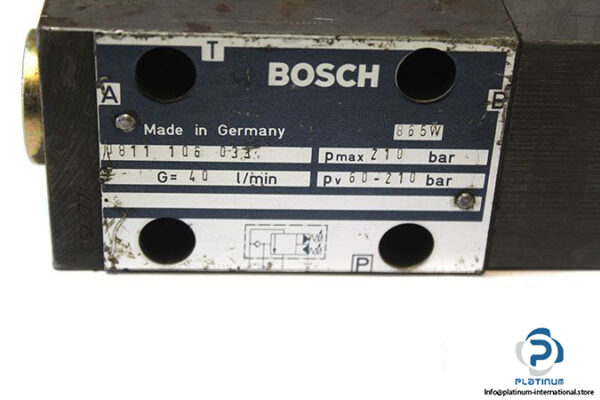 T
BOSCH
A
B
Made in Germany
865W
0811 106 033
pmax 210 bar
G= 40 l/min
pv 60-210 bar
P
PLATINUM
info@platinum-international.store